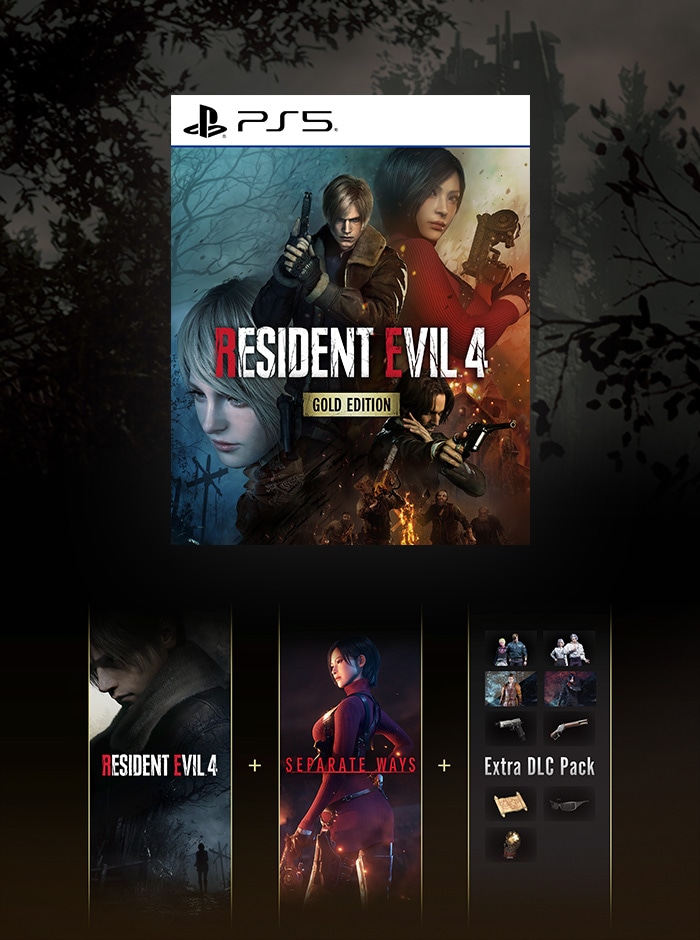 PS5
RESIDENT EVIL 4
GOLD EDITION
RESIDENT EVIL 4
+
SEPARATE WAYS
+
Extra DLC Pack